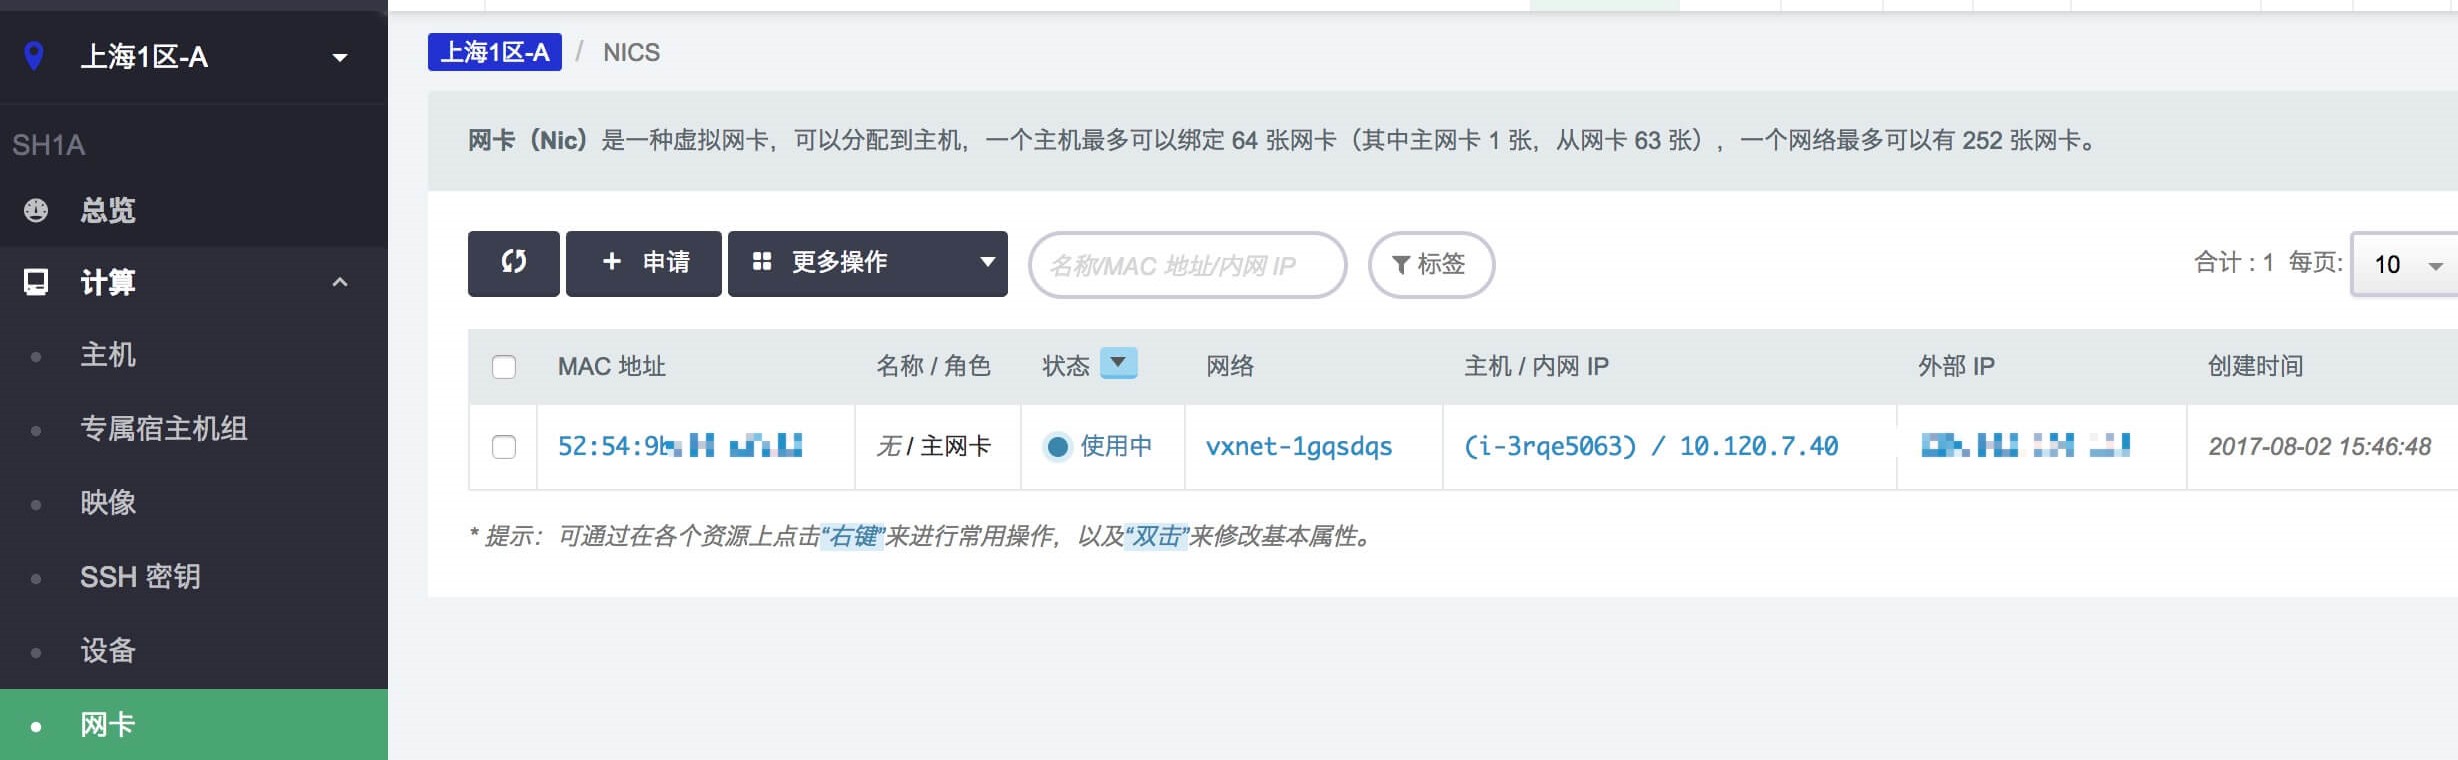 上海1区-A
SH1A
总览
计算
主机
专属宿主机组
映像
SSH 密钥
设备
网卡
上海1区-A / NICS
网卡（Nic）是一种虚拟网卡，可以分配到主机，一个主机最多可以绑定 64 张网卡（其中主网卡 1 张，从网卡 63 张），一个网络最多可以有 252 张网卡。
申请 更多操作 名称/MAC 地址/内网 IP 标签 合计 : 1 每页: 10
MAC 地址 名称 / 角色 状态 网络 主机 / 内网 IP 外部 IP 创建时间
52:54:9 无 / 主网卡 使用中 vxnet-1gqsdqs (i-3rqe5063) / 10.120.7.40 2017-08-02 15:46:48
* 提示：可通过在各个资源上点击“右键”来进行常用操作，以及“双击”来修改基本属性。